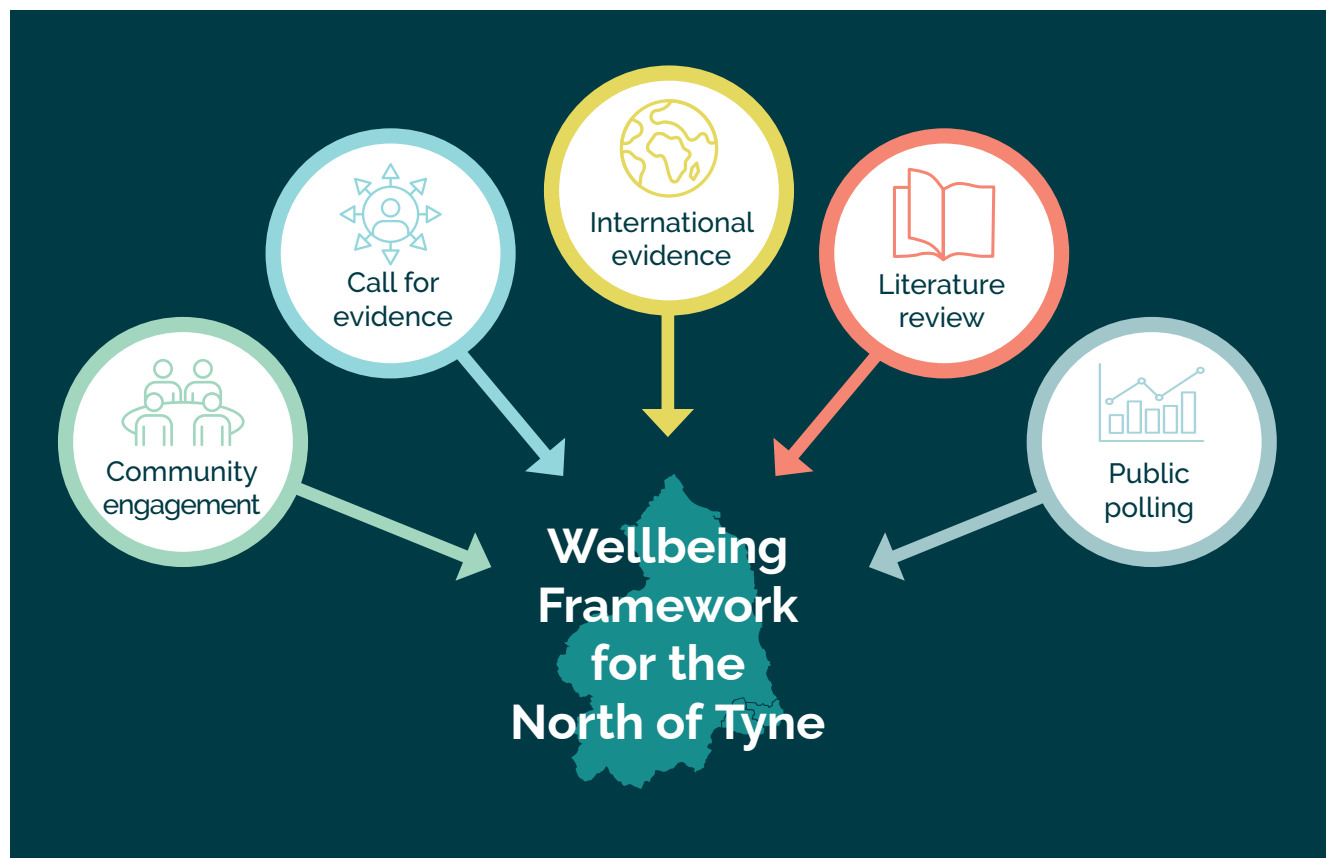 Community
engagement
Call for
evidence
International
evidence
Literature
review
Public
polling
Wellbeing
Framework
for the
North of Tyne